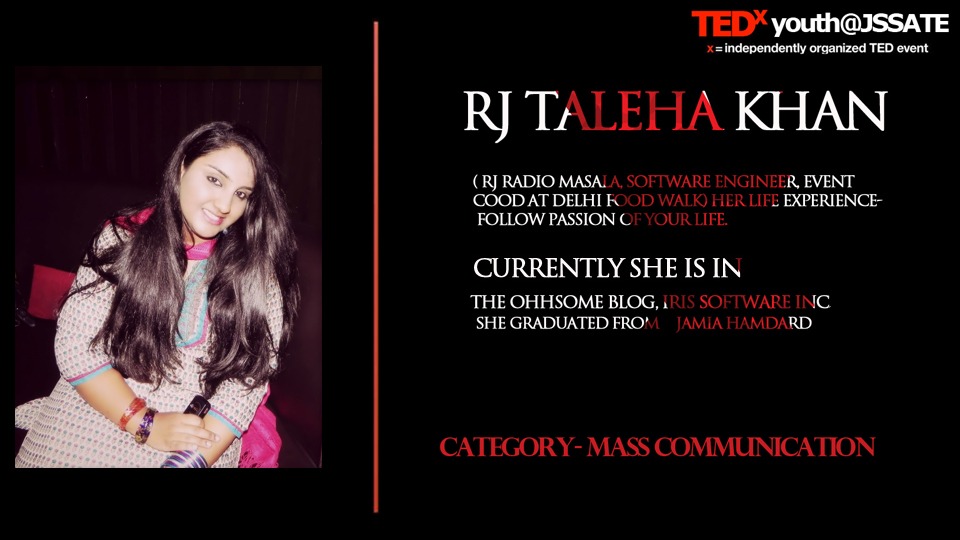 TEDx youth@JSSATE
x = independently organized TED event
RJ TALEHA KHAN
( RJ RADIO MASALA, SOFTWARE ENGINEER, EVENT
COOD AT DELHI FOOD WALK) HER LIFE EXPERIENCE-
FOLLOW PASSION OF YOUR LIFE.
CURRENTLY SHE IS IN
THE OHHSOME BLOG, IRIS SOFTWARE INC
SHE GRADUATED FROM JAMIA HAMDARD
CATEGORY- MASS COMMUNICATION